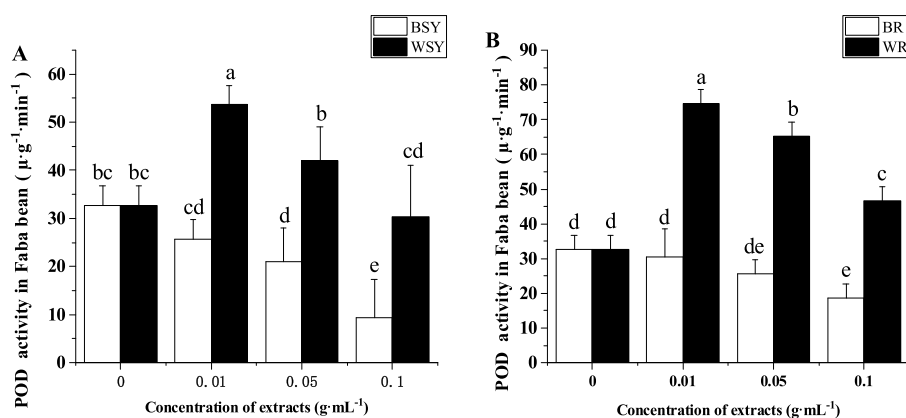 A
BSY
WSY
POD activity in Faba bean ( μ·g⁻¹·min⁻¹ )
60
50
40
30
20
10
0
bc bc cd a d b e cd
0 0.01 0.05 0.1
Concentration of extracts (g·mL⁻¹)
B
BR
WR
POD activity in Faba bean ( μ·g⁻¹·min⁻¹ )
90
80
70
60
50
40
30
20
10
0
d d d a de b e c
0 0.01 0.05 0.1
Concentration of extracts (g·mL⁻¹)